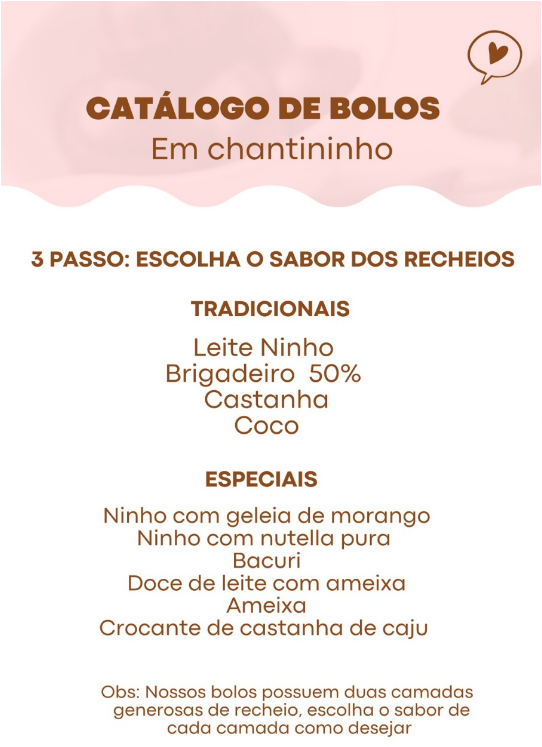 CATÁLOGO DE BOLOS
Em chantininho
3 PASSO: ESCOLHA O SABOR DOS RECHEIOS
TRADICIONAIS
Leite Ninho
Brigadeiro 50%
Castanha
Coco
ESPECIAIS
Ninho com geleia de morango
Ninho com nutella pura
Bacuri
Doce de leite com ameixa
Ameixa
Crocante de castanha de caju
Obs: Nossos bolos possuem duas camadas
generosas de recheio, escolha o sabor de
cada camada como desejar